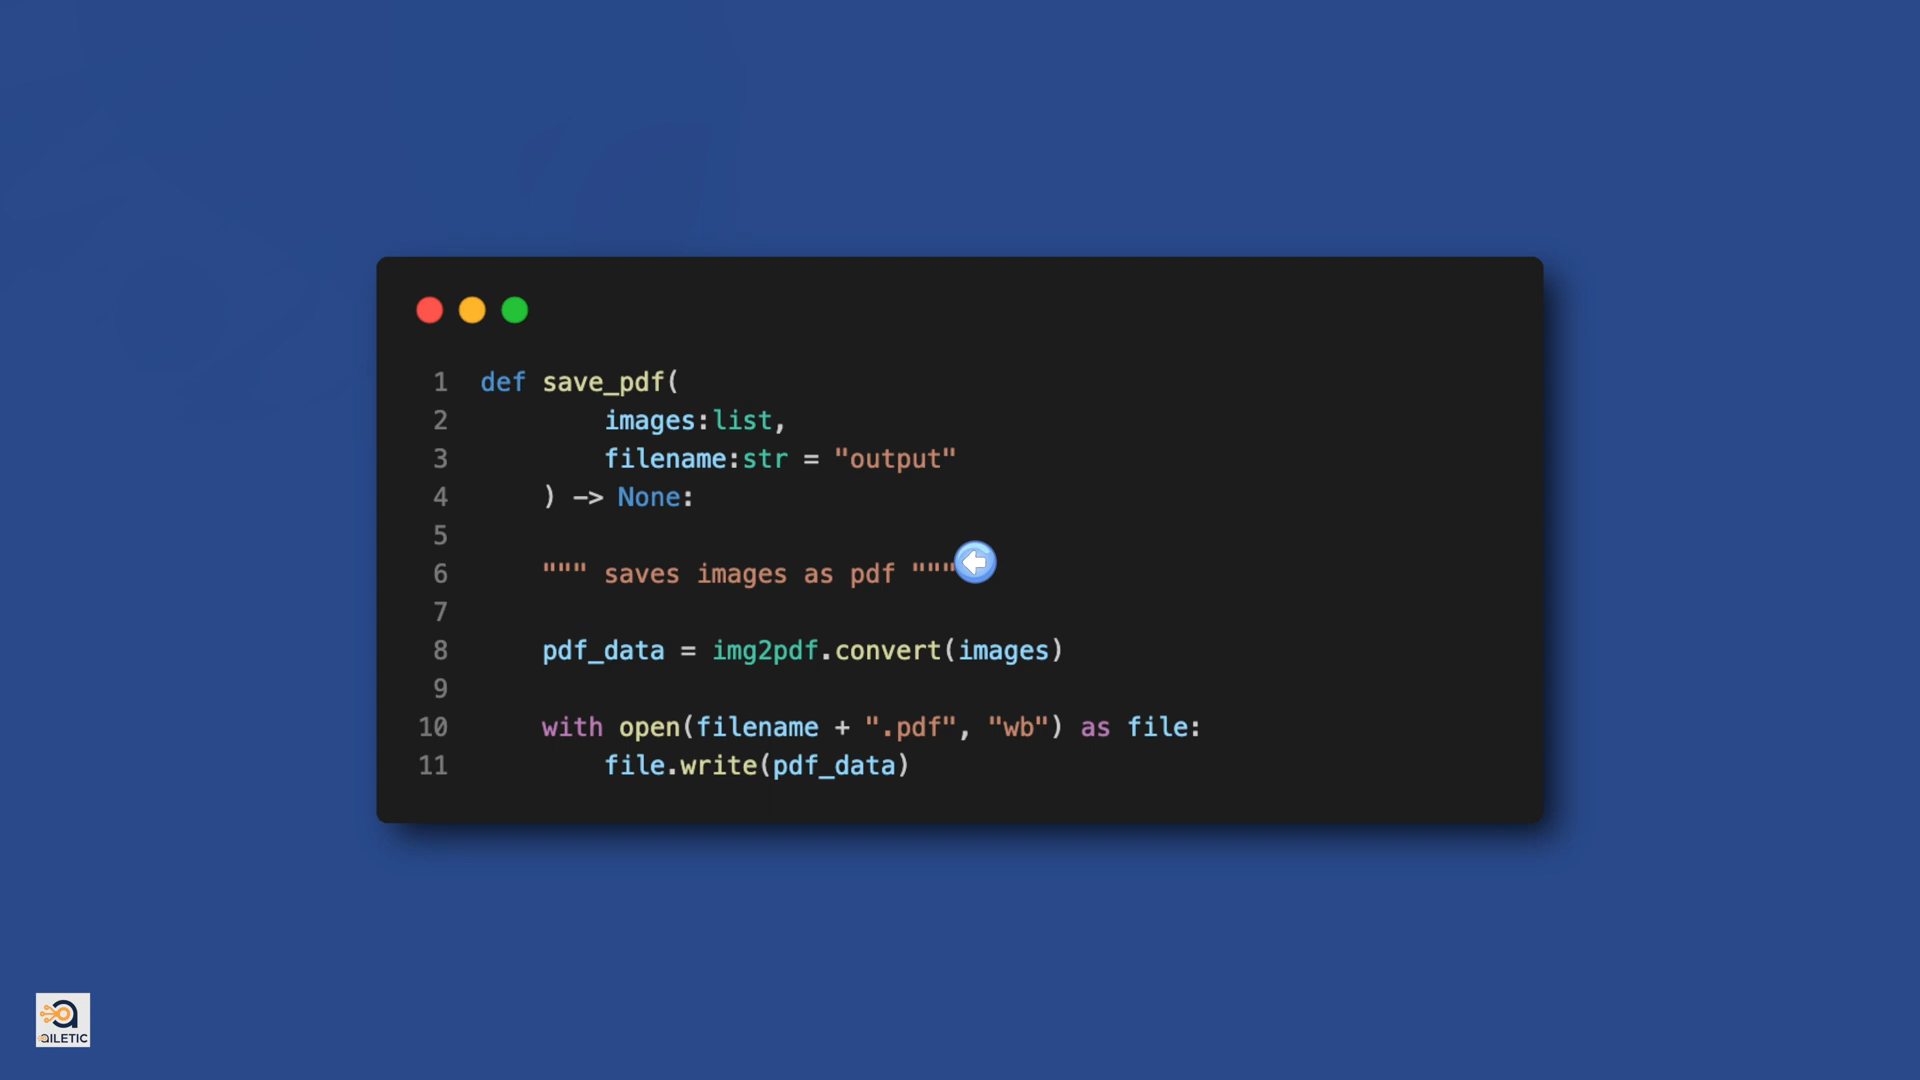 1 def save_pdf(
2         images:list,
3         filename:str = "output"
4     ) -> None:
5
6     """ saves images as pdf """
7
8     pdf_data = img2pdf.convert(images)
9
10     with open(filename + ".pdf", "wb") as file:
11         file.write(pdf_data)
aILETIC